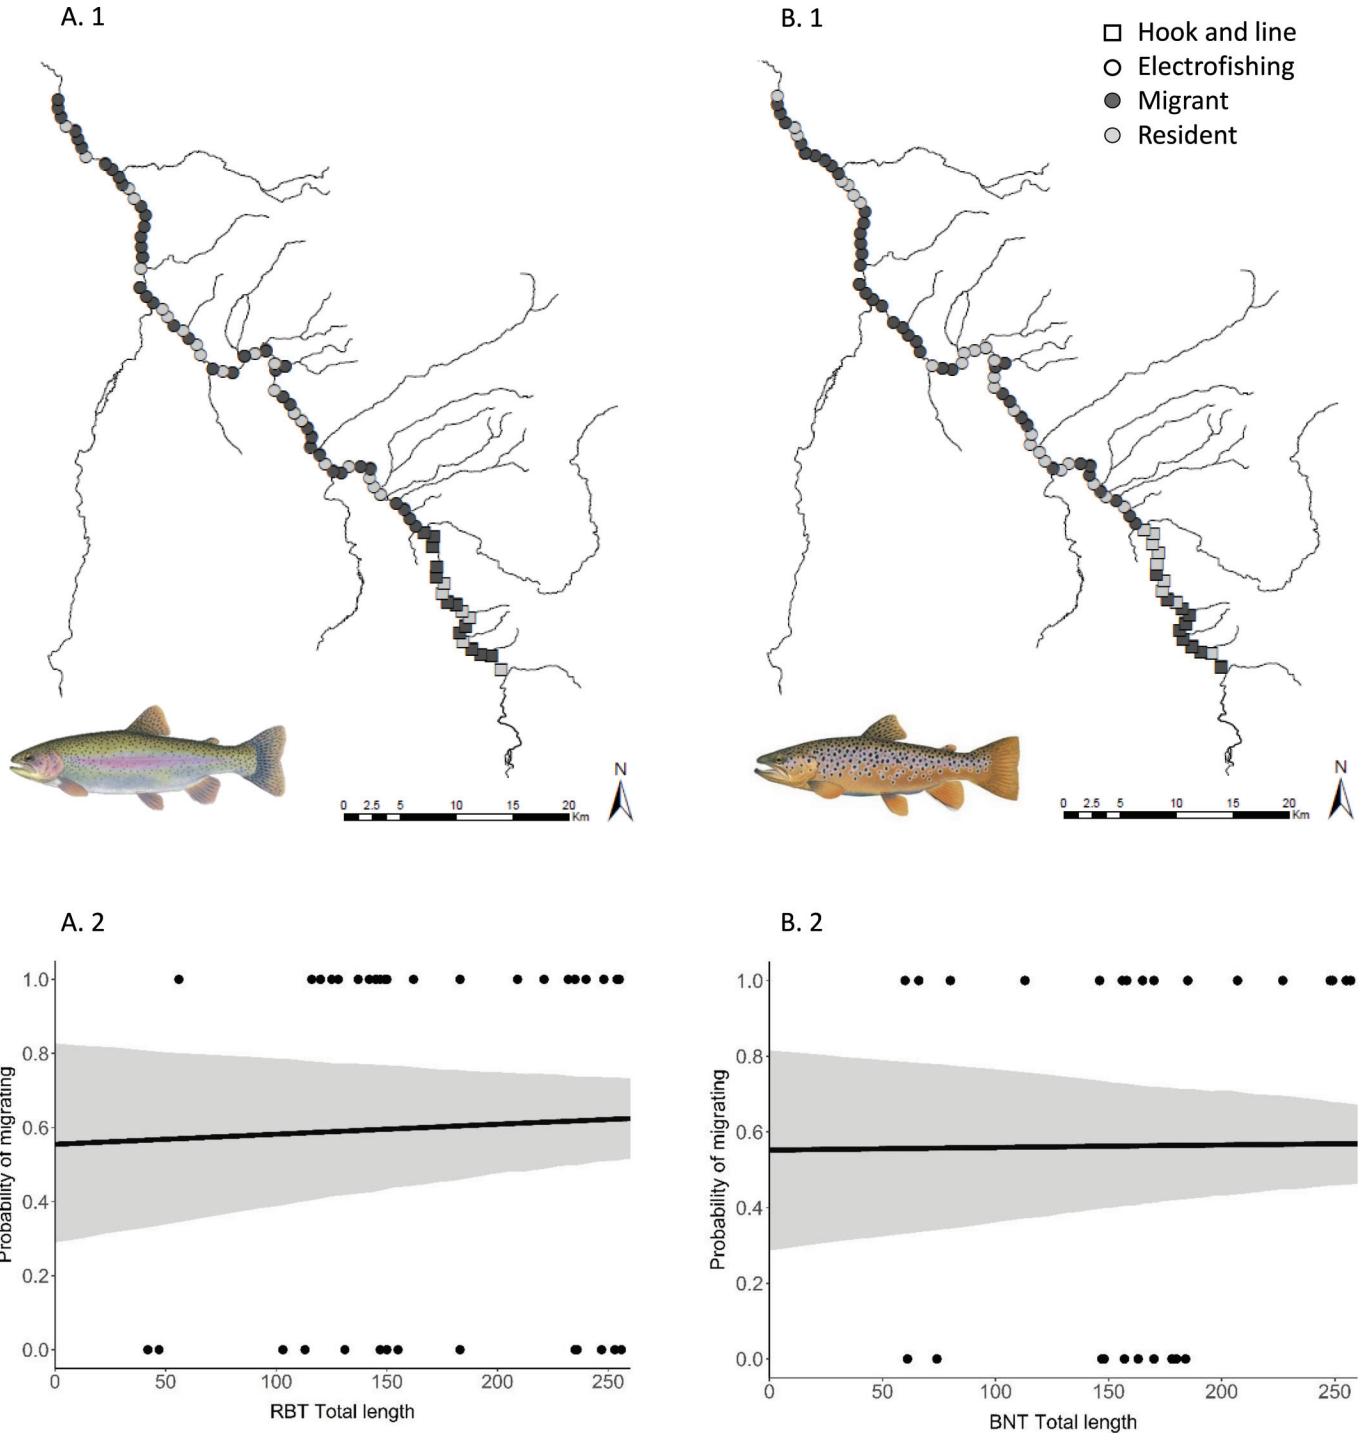 A. 1
B. 1
Hook and line
Electrofishing
Migrant
Resident
N
0 2.5 5 10 15 20
Km
N
0 2.5 5 10 15 20
Km
A. 2
Probability of migrating
1.0
0.8
0.6
0.4
0.2
0.0
0 50 100 150 200 250
RBT Total length
B. 2
Probability of migrating
1.0
0.8
0.6
0.4
0.2
0.0
0 50 100 150 200 250
BNT Total length